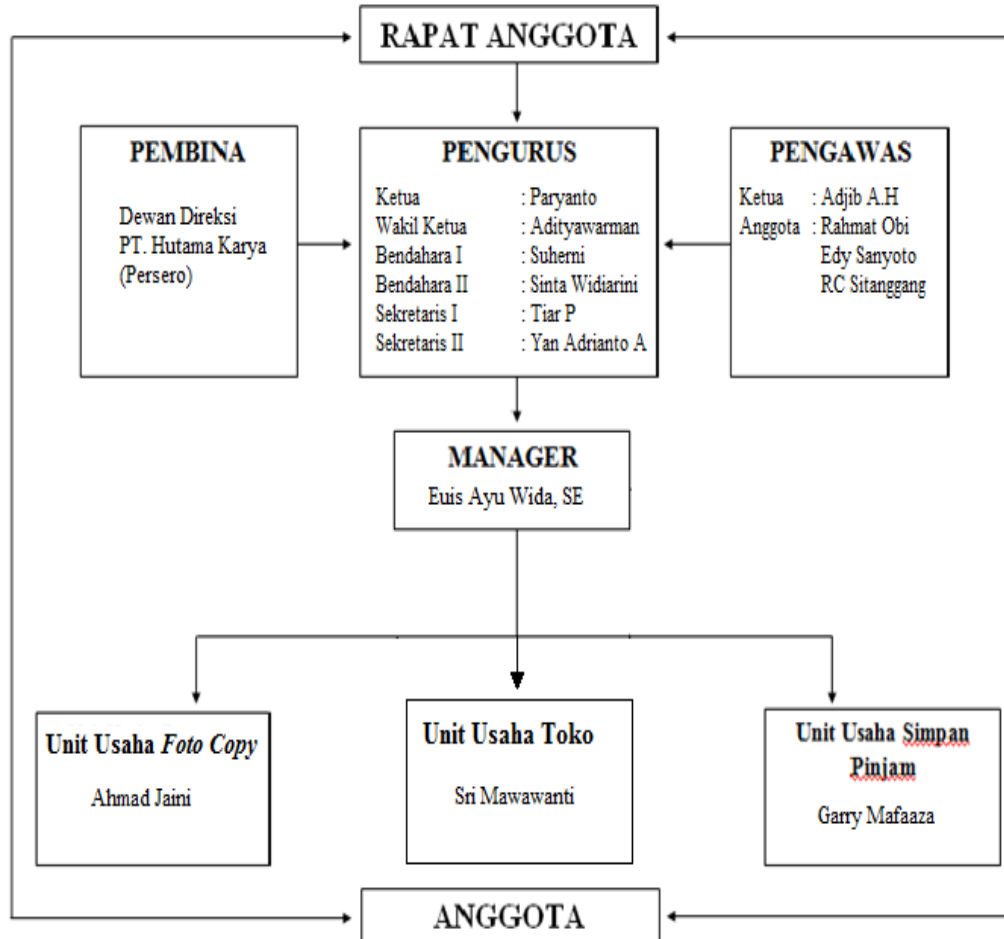 RAPAT ANGGOTA
PEMBINA
Dewan Direksi
PT. Hutama Karya
(Persero)
PENGURUS
Ketua : Paryanto
Wakil Ketua : Adityawarman
Bendahara I : Suherni
Bendahara II : Sinta Widiarini
Sekretaris I : Tiar P
Sekretaris II : Yan Adrianto A
PENGAWAS
Ketua : Adjib A.H
Anggota : Rahmat Obi
Edy Sanyoto
RC Sitanggang
MANAGER
Euis Ayu Wida, SE
Unit Usaha Foto Copy
Ahmad Jaini
Unit Usaha Toko
Sri Mawawanti
Unit Usaha Simpan
Pinjam
Garry Mafaaza
ANGGOTA